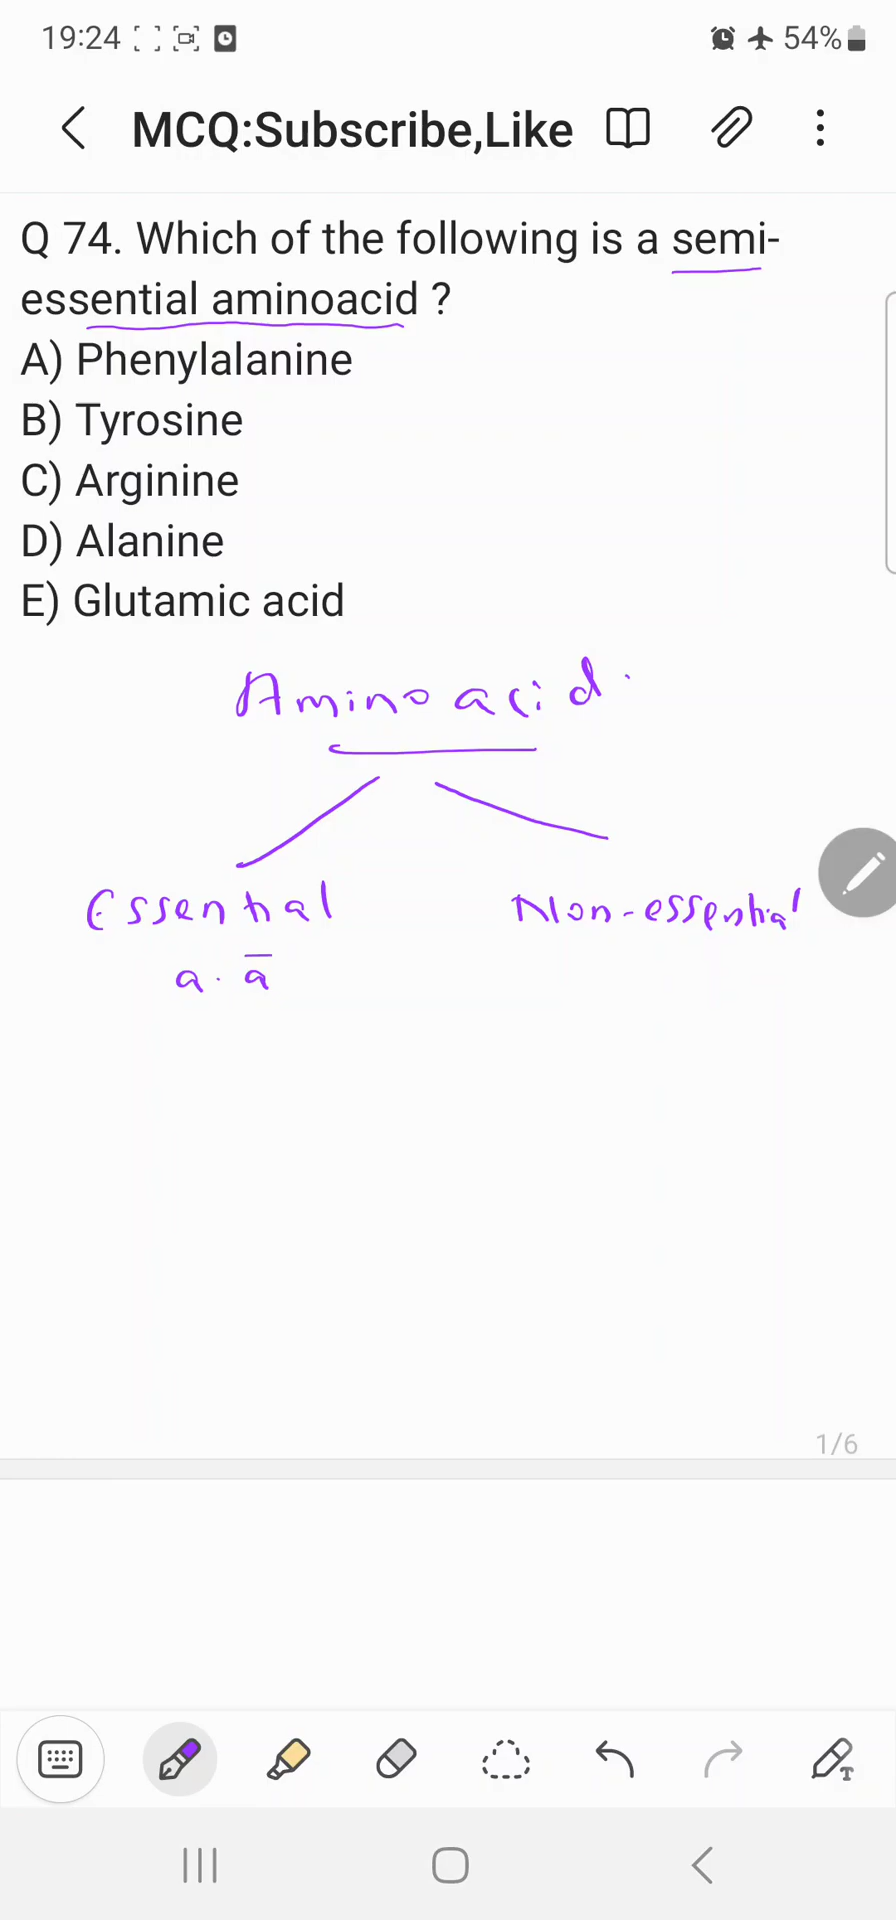 19:24 54%
MCQ:Subscribe,Like
Q 74. Which of the following is a semi-
essential aminoacid ?
A) Phenylalanine
B) Tyrosine
C) Arginine
D) Alanine
E) Glutamic acid
Amino acid.
Essential Non-essential
a. a
1/6